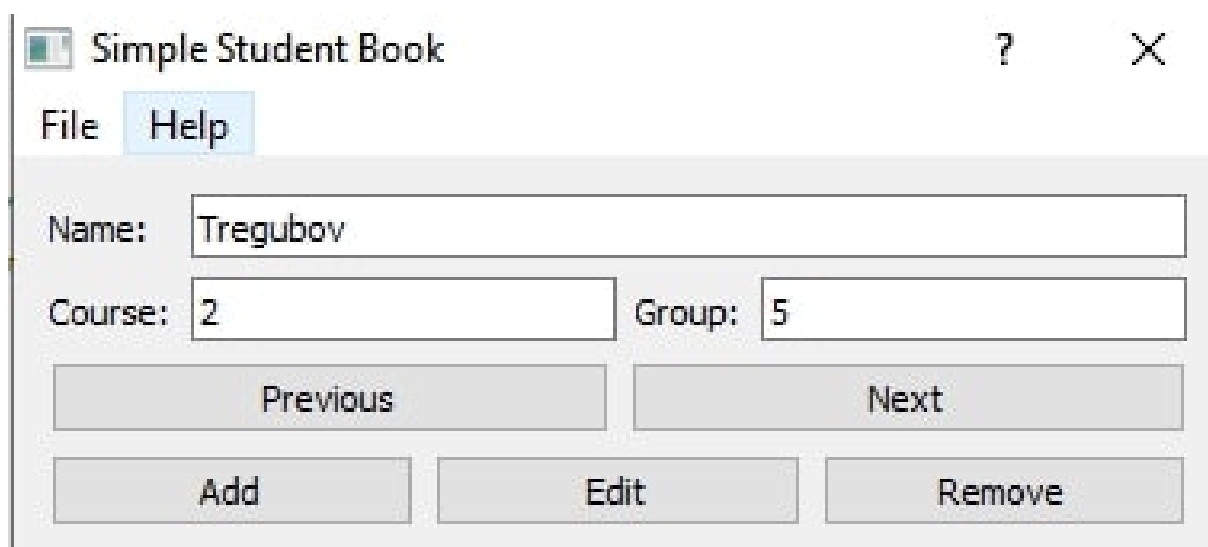 Simple Student Book ? X
File Help
Name: Tregubov
Course: 2 Group: 5
Previous Next
Add Edit Remove